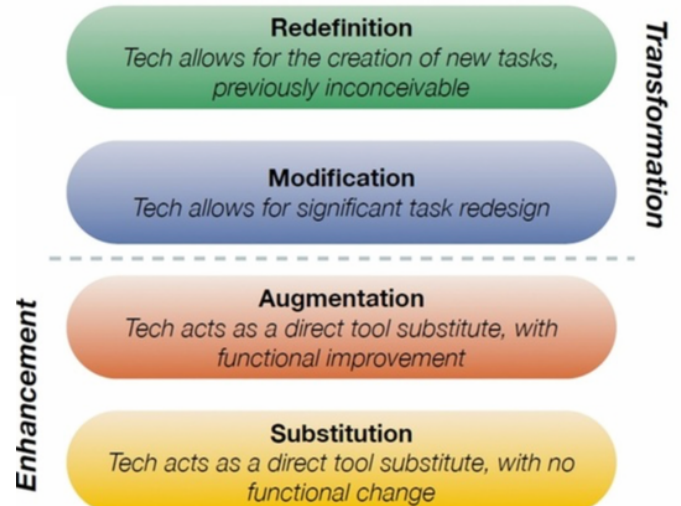 Redefinition
Tech allows for the creation of new tasks,
previously inconceivable
Transformation
Modification
Tech allows for significant task redesign
Augmentation
Tech acts as a direct tool substitute, with
functional improvement
Enhancement
Substitution
Tech acts as a direct tool substitute, with no
functional change